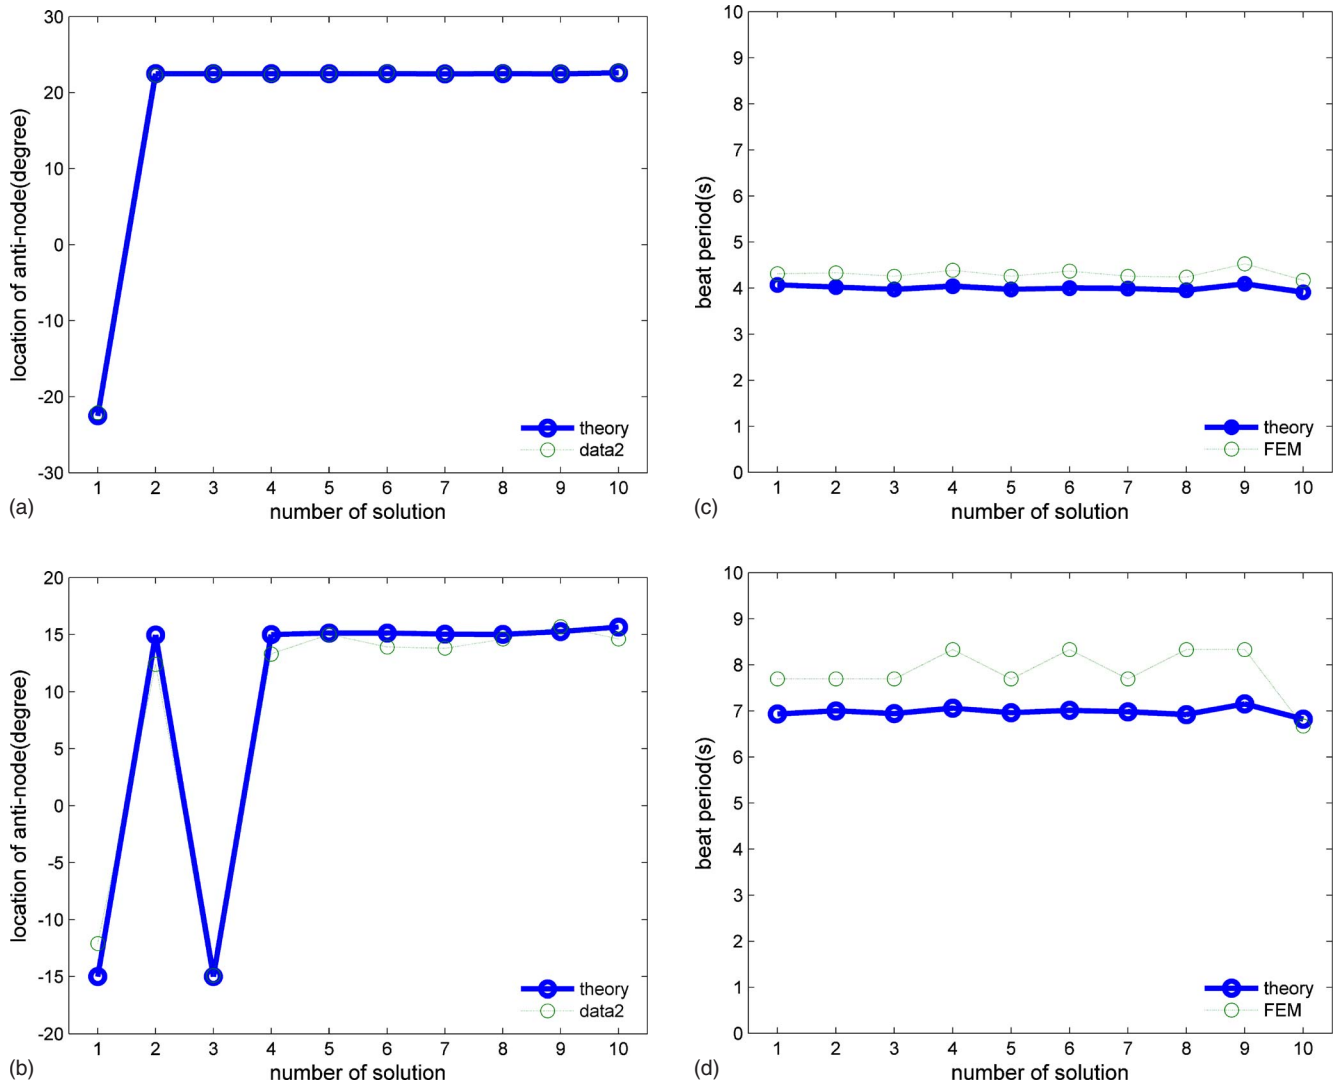 30
20
10
0
-10
-20
-30
location of anti-node(degree)
theory
data2
1 2 3 4 5 6 7 8 9 10
number of solution
(a)
10
9
8
7
6
5
4
3
2
1
0
beat period(s)
theory
FEM
1 2 3 4 5 6 7 8 9 10
number of solution
(c)
20
15
10
5
0
-5
-10
-15
-20
location of anti-node(degree)
theory
data2
1 2 3 4 5 6 7 8 9 10
number of solution
(b)
10
9
8
7
6
5
4
3
2
1
0
beat period(s)
theory
FEM
1 2 3 4 5 6 7 8 9 10
number of solution
(d)